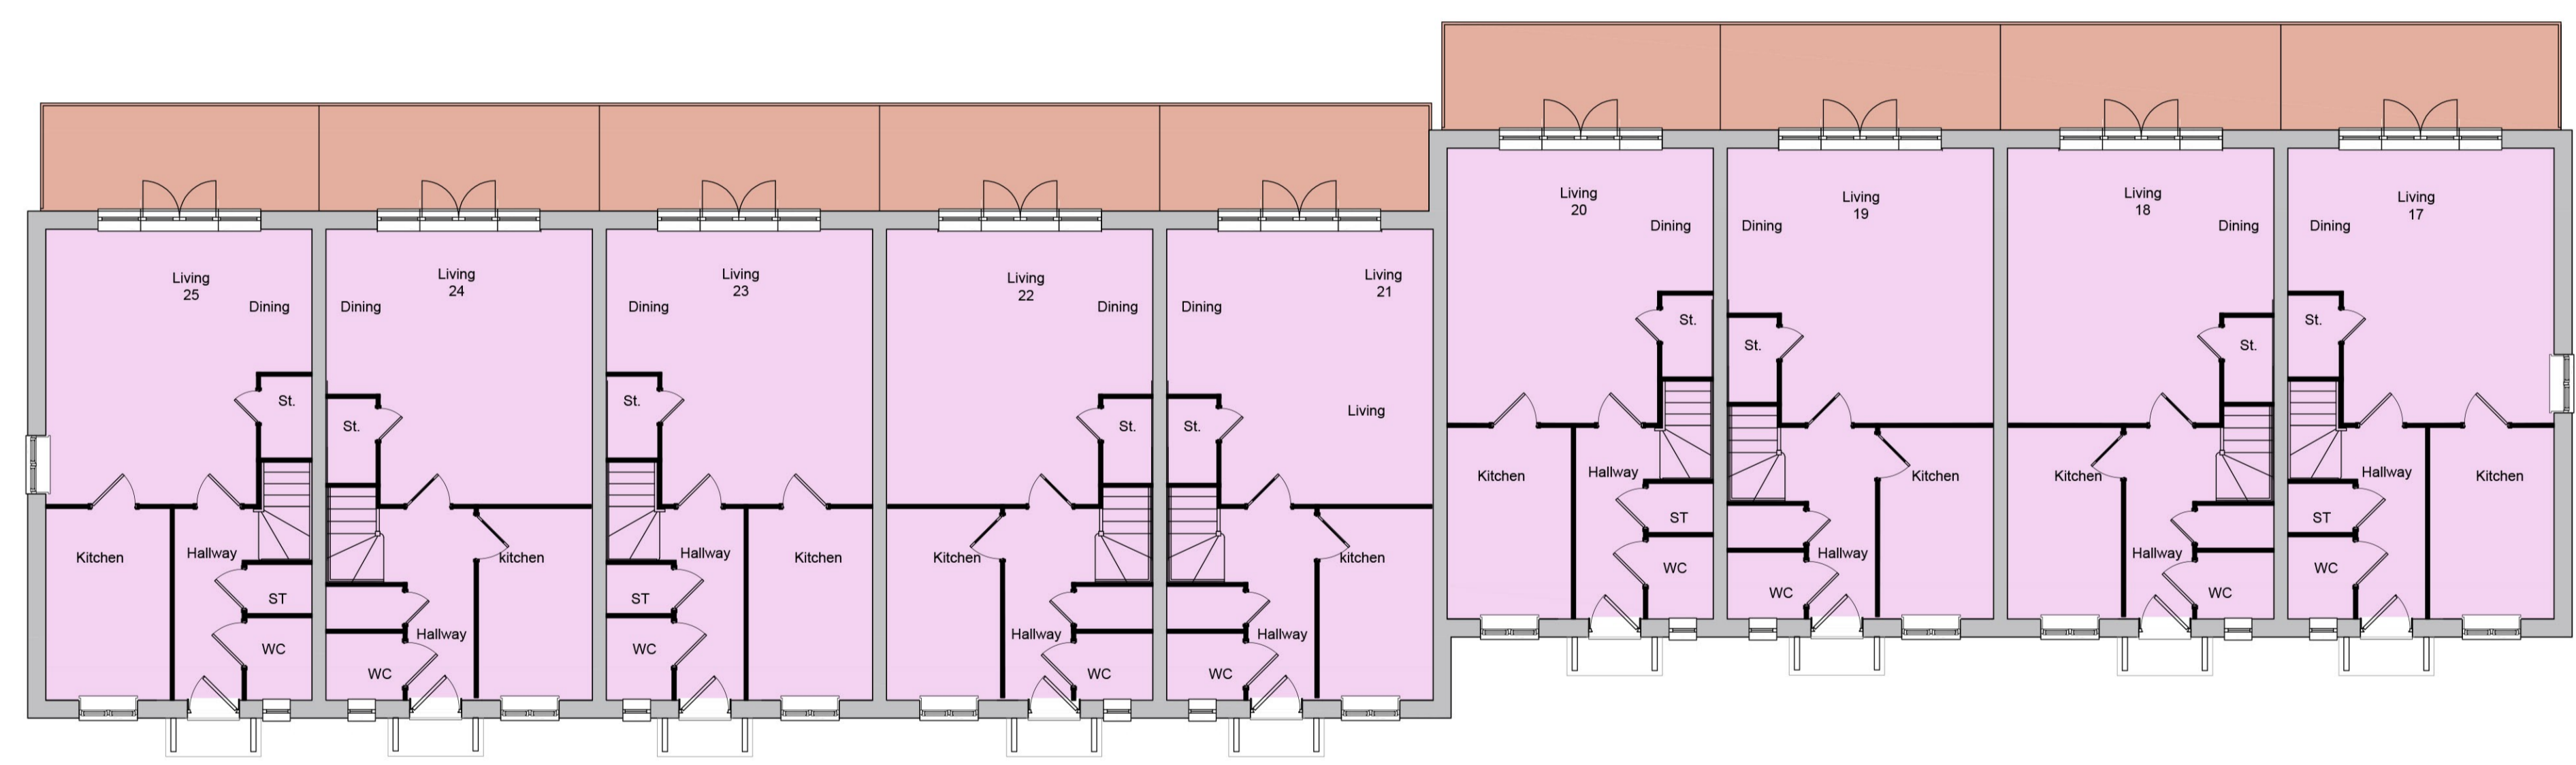 Living
25
Dining
St.
Kitchen
Hallway
ST
WC
Living
24
Dining
St.
kitchen
Hallway
WC
Living
23
Dining
St.
Hallway
Kitchen
ST
WC
Living
22
Dining
St.
Kitchen
Hallway
WC
Living
21
Dining
Living
St.
kitchen
Hallway
WC
Living
20
Dining
St.
Kitchen
Hallway
ST
WC
Living
19
Dining
St.
Kitchen
Hallway
WC
Living
18
Dining
St.
Kitchen
Hallway
WC
Living
17
Dining
St.
Hallway
Kitchen
ST
WC